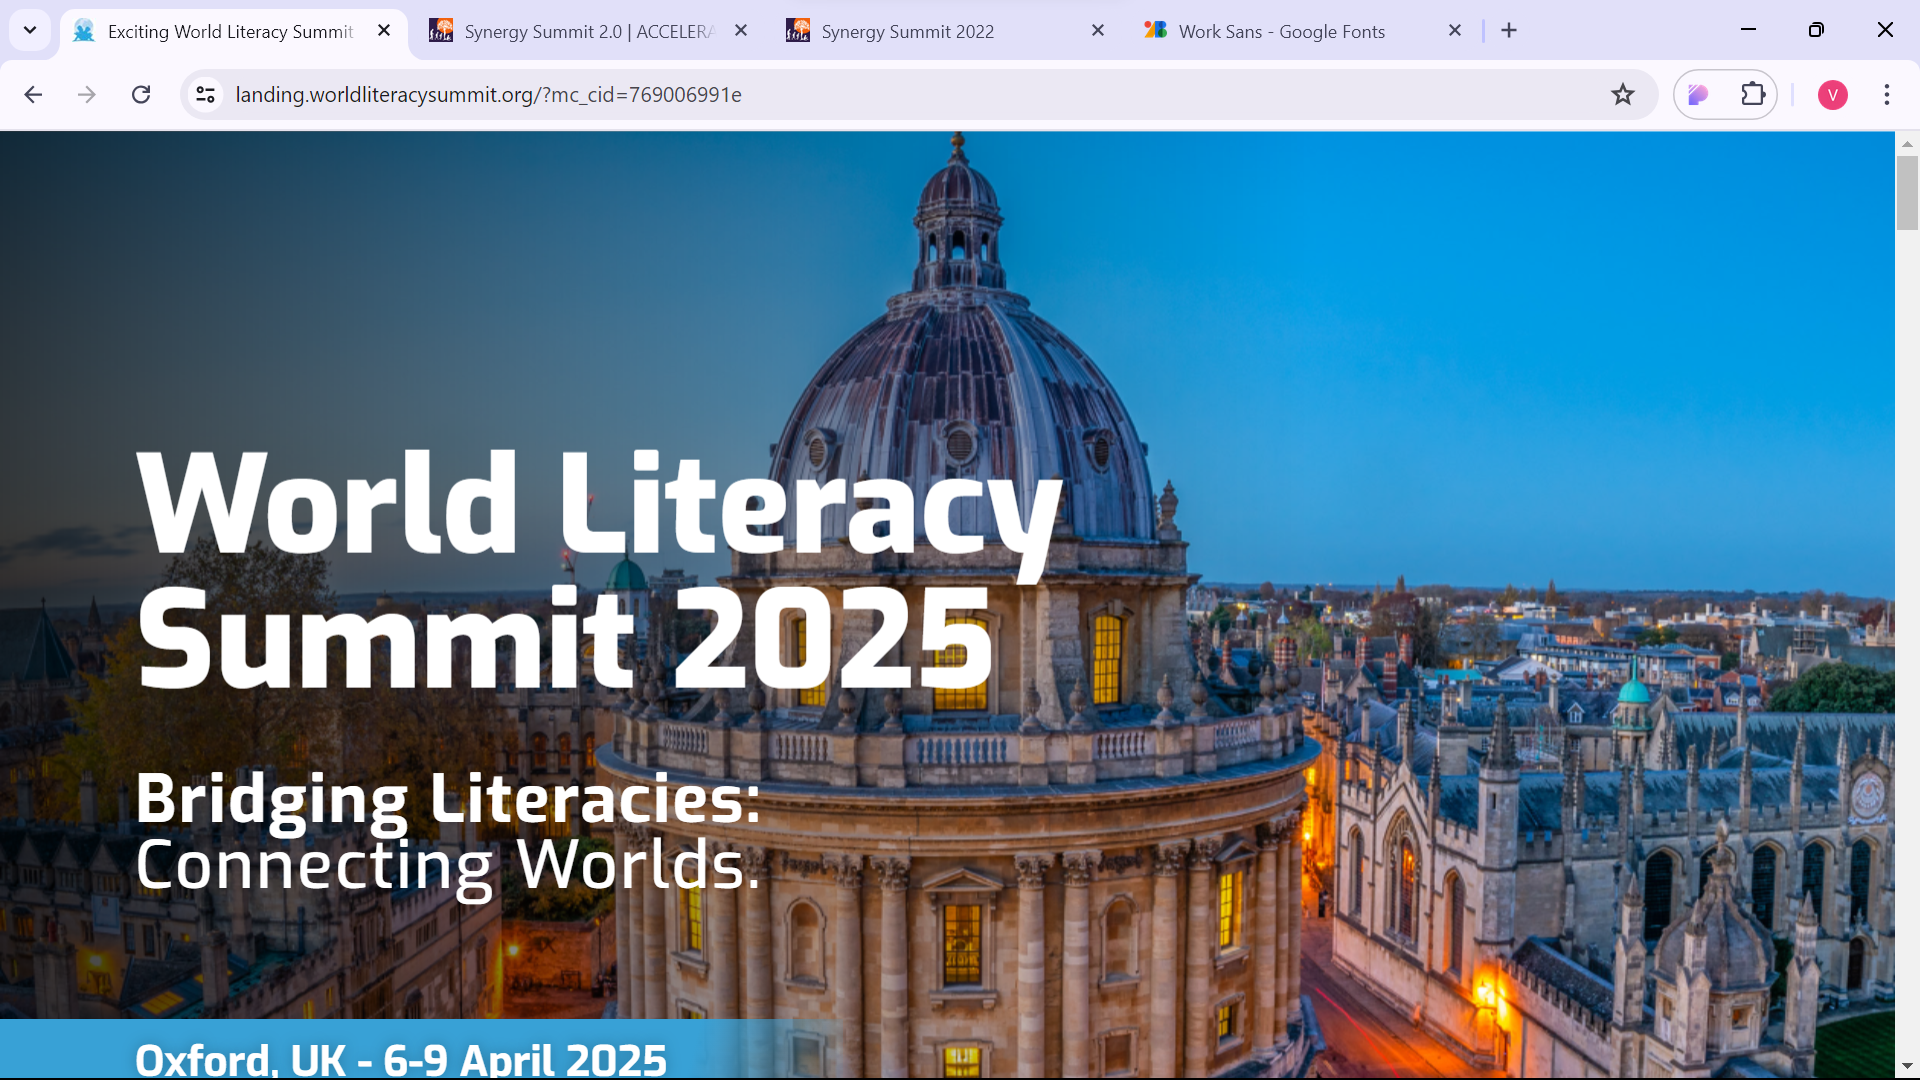 Exciting World Literacy Summit
Synergy Summit 2.0 | ACCELERA
Synergy Summit 2022
Work Sans - Google Fonts
landing.worldliteracysummit.org/?mc_cid=769006991e
V
World Literacy
Summit 2025
Bridging Literacies:
Connecting Worlds.
Oxford, UK - 6-9 April 2025